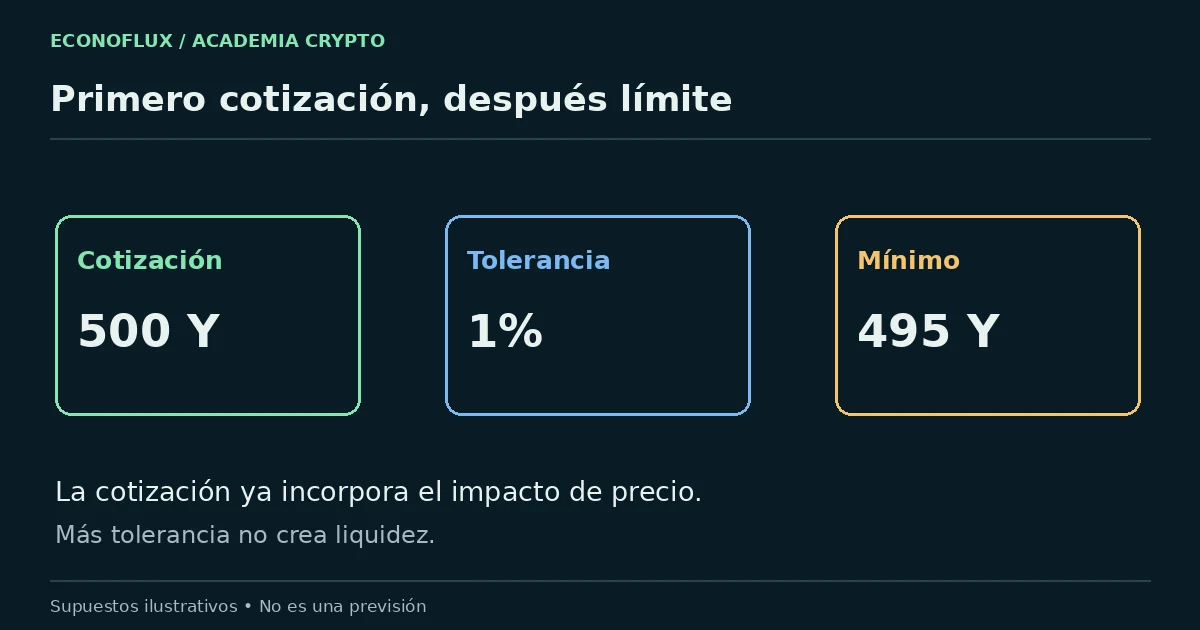 ECONOFLUX / ACADEMIA CRYPTO
Primero cotización, después límite
Cotización
500 Y
Tolerancia
1%
Mínimo
495 Y
La cotización ya incorpora el impacto de precio.
Más tolerancia no crea liquidez.
Supuestos ilustrativos • No es una previsión